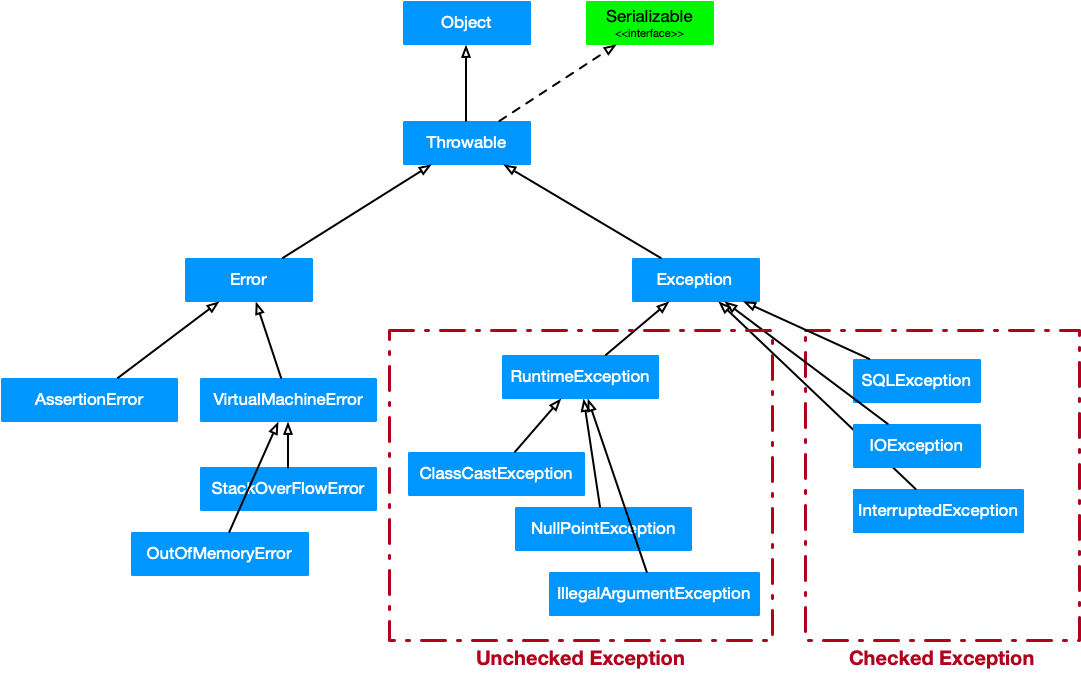 Object
Serializable
<<interface>>
Throwable
Error
Exception
AssertionError
VirtualMachineError
StackOverFlowError
OutOfMemoryError
RuntimeException
ClassCastException
NullPointException
IllegalArgumentException
SQLException
IOException
InterruptedException
Unchecked Exception
Checked Exception